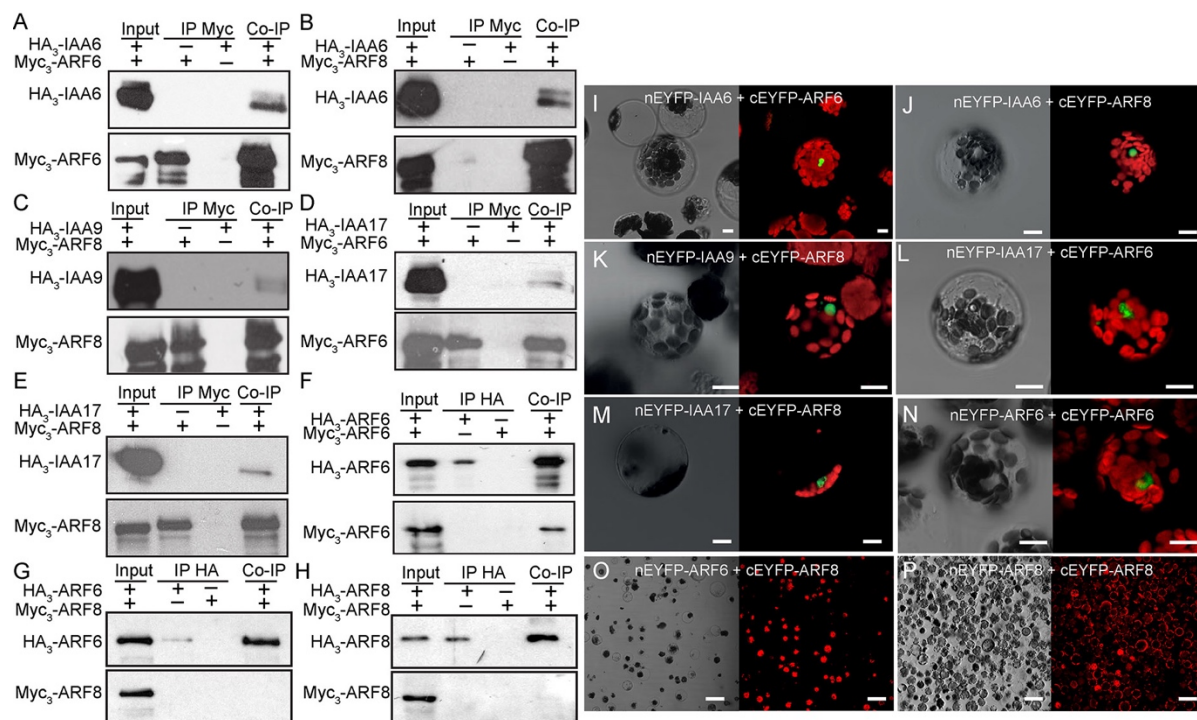 A
Input IP Myc Co-IP
HA3-IAA6 + − + +
Myc3-ARF6 + + − +
HA3-IAA6
Myc3-ARF6
B
Input IP Myc Co-IP
HA3-IAA6 + − + +
Myc3-ARF8 + + − +
HA3-IAA6
Myc3-ARF8
C
Input IP Myc Co-IP
HA3-IAA9 + − + +
Myc3-ARF8 + + − +
HA3-IAA9
Myc3-ARF8
D
Input IP Myc Co-IP
HA3-IAA17 + − + +
Myc3-ARF6 + + − +
HA3-IAA17
Myc3-ARF6
E
Input IP Myc Co-IP
HA3-IAA17 + − + +
Myc3-ARF8 + + − +
HA3-IAA17
Myc3-ARF8
F
Input IP HA Co-IP
HA3-ARF6 + + − +
Myc3-ARF6 + − + +
HA3-ARF6
Myc3-ARF6
G
Input IP HA Co-IP
HA3-ARF6 + + − +
Myc3-ARF8 + − + +
HA3-ARF6
Myc3-ARF8
H
Input IP HA Co-IP
HA3-ARF8 + + − +
Myc3-ARF8 + − + +
HA3-ARF8
Myc3-ARF8
I nEYFP-IAA6 + cEYFP-ARF6
J nEYFP-IAA6 + cEYFP-ARF8
K nEYFP-IAA9 + cEYFP-ARF8
L nEYFP-IAA17 + cEYFP-ARF6
M nEYFP-IAA17 + cEYFP-ARF8
N nEYFP-ARF6 + cEYFP-ARF6
O nEYFP-ARF6 + cEYFP-ARF8
P nEYFP-ARF8 + cEYFP-ARF8